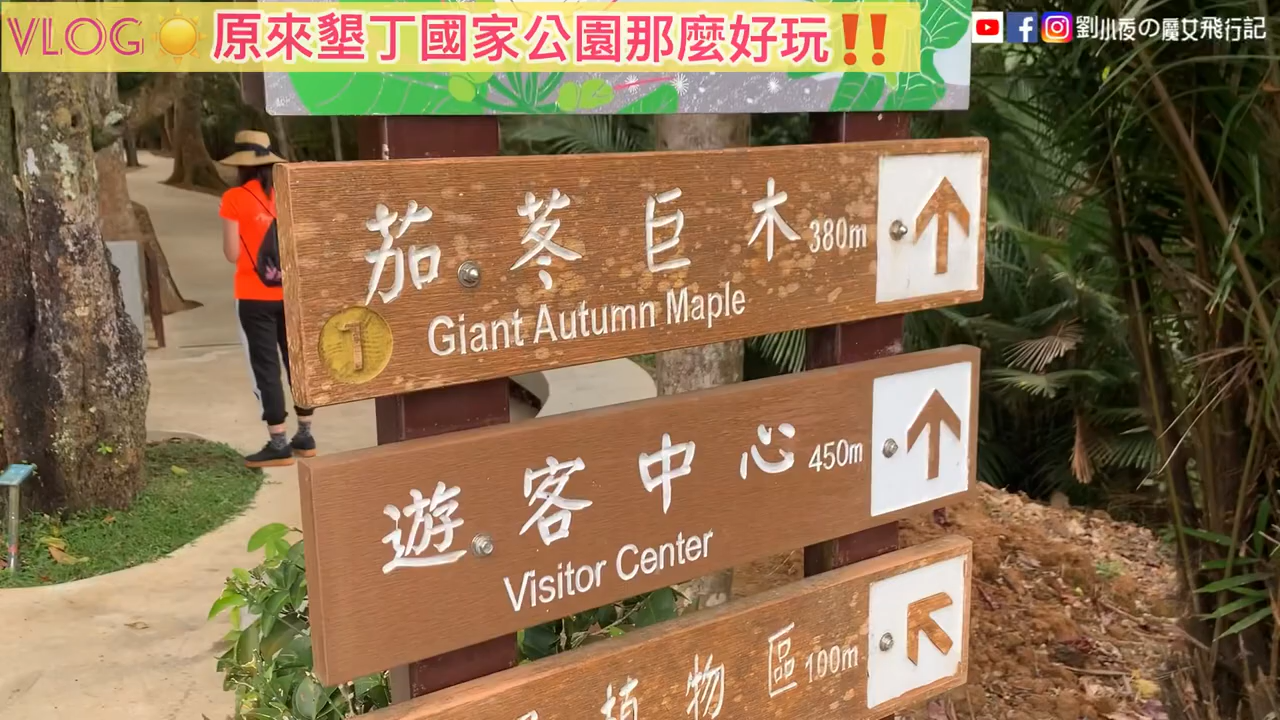 VLOG☀️原來墾丁國家公園那麼好玩‼️
劉小夜の魔女飛行記
茄苳巨木 380m
1 Giant Autumn Maple
遊客中心 450m
Visitor Center
植物區 100m